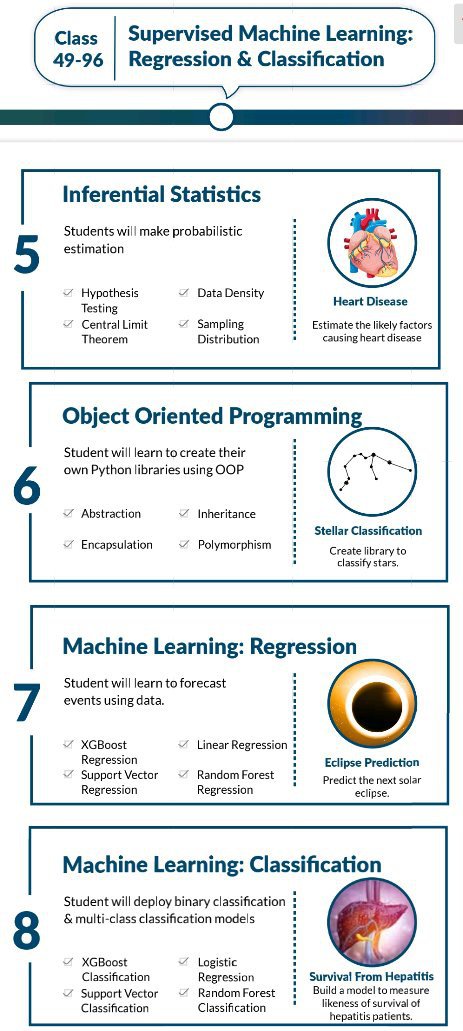 Class
49-96
Supervised Machine Learning:
Regression & Classification
5
Inferential Statistics
Students will make probabilistic
estimation
Hypothesis
Testing
Data Density
Central Limit
Theorem
Sampling
Distribution
Heart Disease
Estimate the likely factors
causing heart disease
6
Object Oriented Programming
Student will learn to create their
own Python libraries using OOP
Abstraction
Inheritance
Encapsulation
Polymorphism
Stellar Classification
Create library to
classify stars.
7
Machine Learning: Regression
Student will learn to forecast
events using data.
XGBoost
Regression
Linear Regression
Support Vector
Regression
Random Forest
Regression
Eclipse Prediction
Predict the next solar
eclipse.
8
Machine Learning: Classification
Student will deploy binary classification
& multi-class classification models
XGBoost
Classification
Logistic
Regression
Support Vector
Classification
Random Forest
Classification
Survival From Hepatitis
Build a model to measure
likeness of survival of
hepatitis patients.